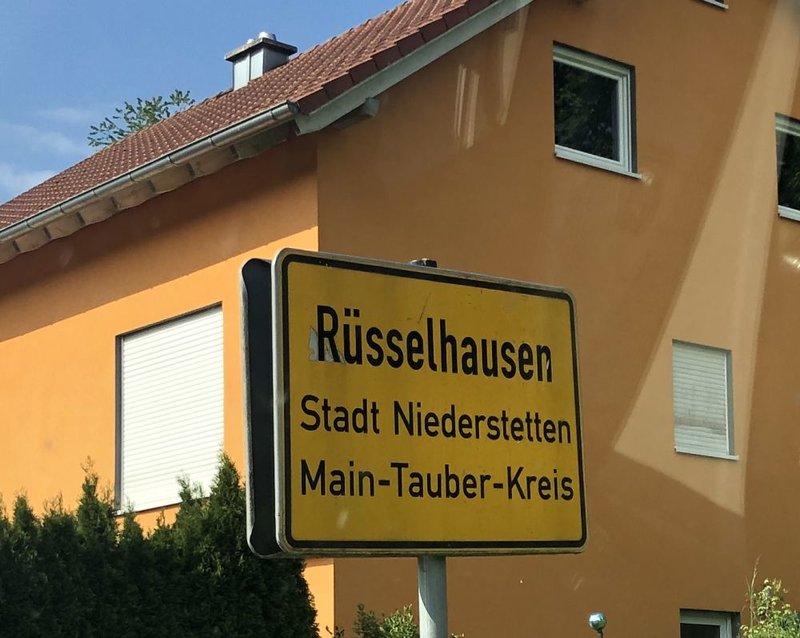 Rüsselhausen
Stadt Niederstetten
Main-Tauber-Kreis